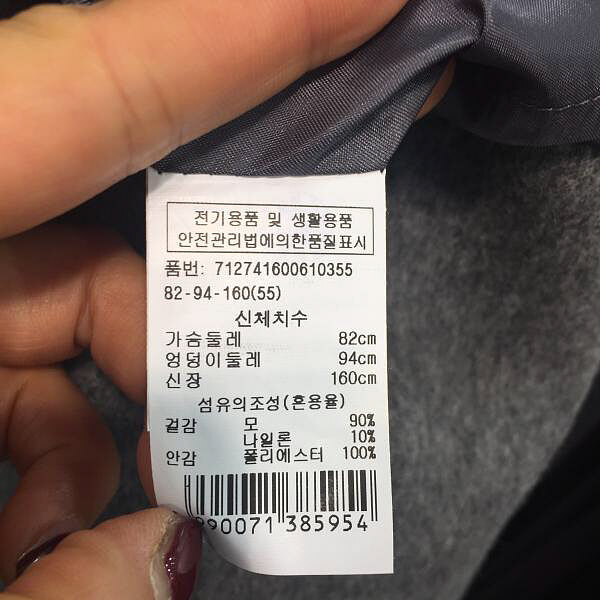 전기용품 및 생활용품
안전관리법에의한품질표시
품번: 712741600610355
82-94-160(55)
신체치수
가슴둘레 82cm
엉덩이둘레 94cm
신장 160cm
섬유의조성(혼용율)
겉감 모 90%
나일론 10%
안감 폴리에스터 100%
990071 385954